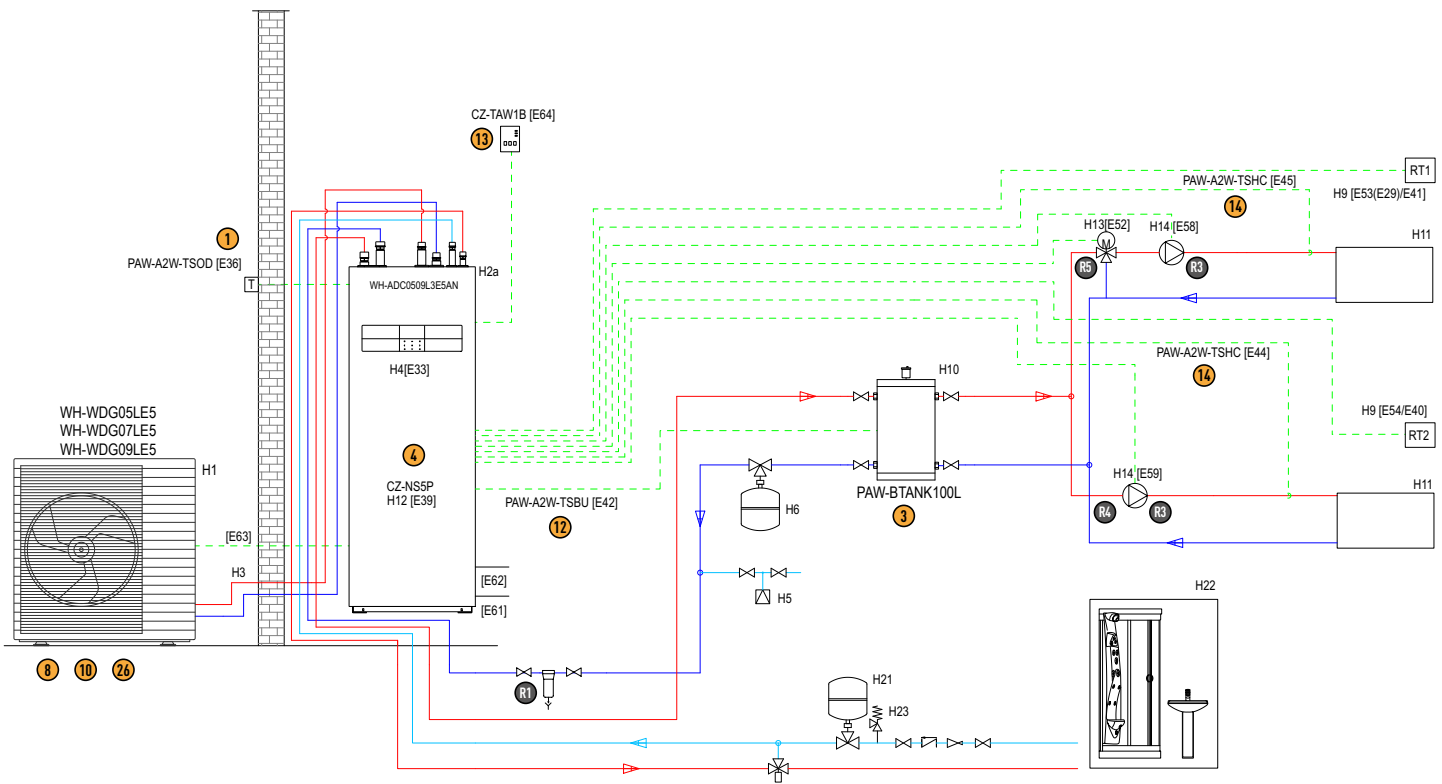 CZ-TAW1B [E64]
13
RT1
PAW-A2W-TSHC [E45]
14
H9 [E53(E29)/E41]
H13[E52]
M
H14 [E58]
R5
R3
H11
1
PAW-A2W-TSOD [E36]
T
H2a
WH-ADC0509L3E5AN
H4[E33]
PAW-A2W-TSHC [E44]
14
H10
H9 [E54/E40]
RT2
WH-WDG05LE5
WH-WDG07LE5
WH-WDG09LE5
H1
4
CZ-NS5P
H12 [E39]
PAW-A2W-TSBU [E42]
12
H6
PAW-BTANK100L
3
H14 [E59]
R4
R3
H11
[E63]
H3
[E62]
[E61]
H5
H22
8
10
26
R1
H21
H23